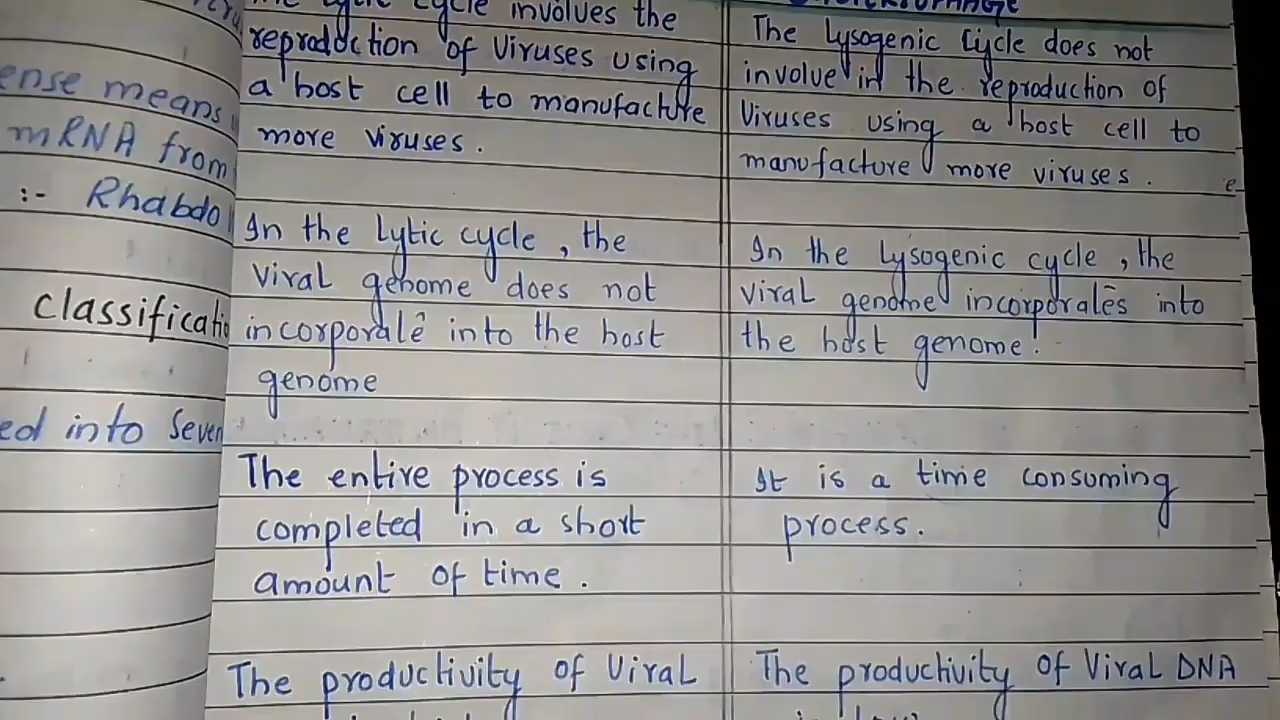 ense means
mRNA from
:- Rhabdo
classificati
ed into Seven
cycle involves the
reproduction of Viruses using
a host cell to manufacture
more viruses.
In the Lytic cycle, the
viral genome does not
incorporate into the host
genome
The entire process is
completed in a short
amount of time.
The productivity of Viral
The Lysogenic Cycle does not
involve in the reproduction of
Viruses using a host cell to
manufacture more viruses.
In the Lysogenic cycle, the
viral genome incorporates into
the host genome.
It is a time consuming
process.
The productivity of Viral DNA